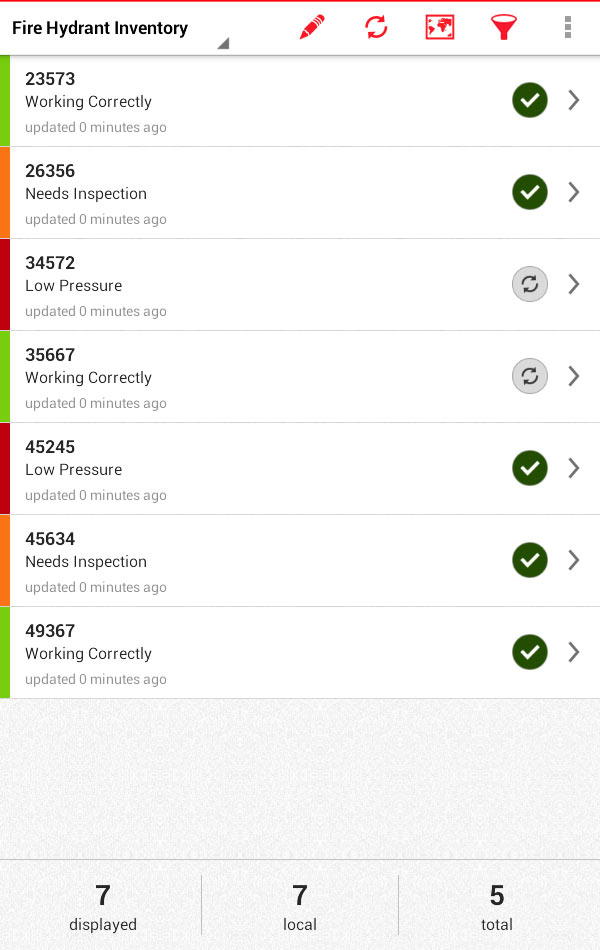 Fire Hydrant Inventory
23573
Working Correctly
updated 0 minutes ago
26356
Needs Inspection
updated 0 minutes ago
34572
Low Pressure
updated 0 minutes ago
35667
Working Correctly
updated 0 minutes ago
45245
Low Pressure
updated 0 minutes ago
45634
Needs Inspection
updated 0 minutes ago
49367
Working Correctly
updated 0 minutes ago
7 7 5
displayed local total